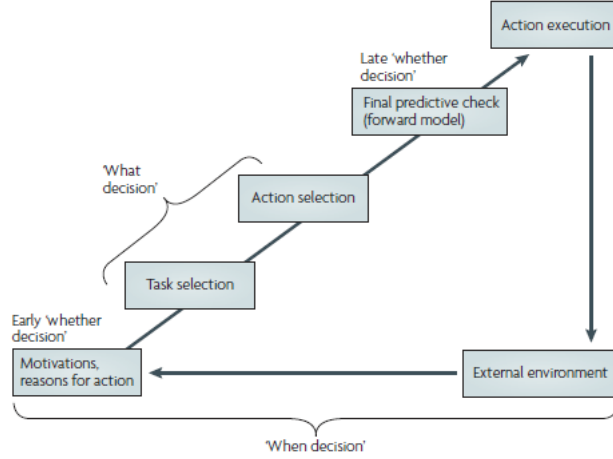 Action execution
Late 'whether
decision'
Final predictive check
(forward model)
'What
decision'
Action selection
Task selection
Early 'whether
decision'
Motivations,
reasons for action
External environment
'When decision'